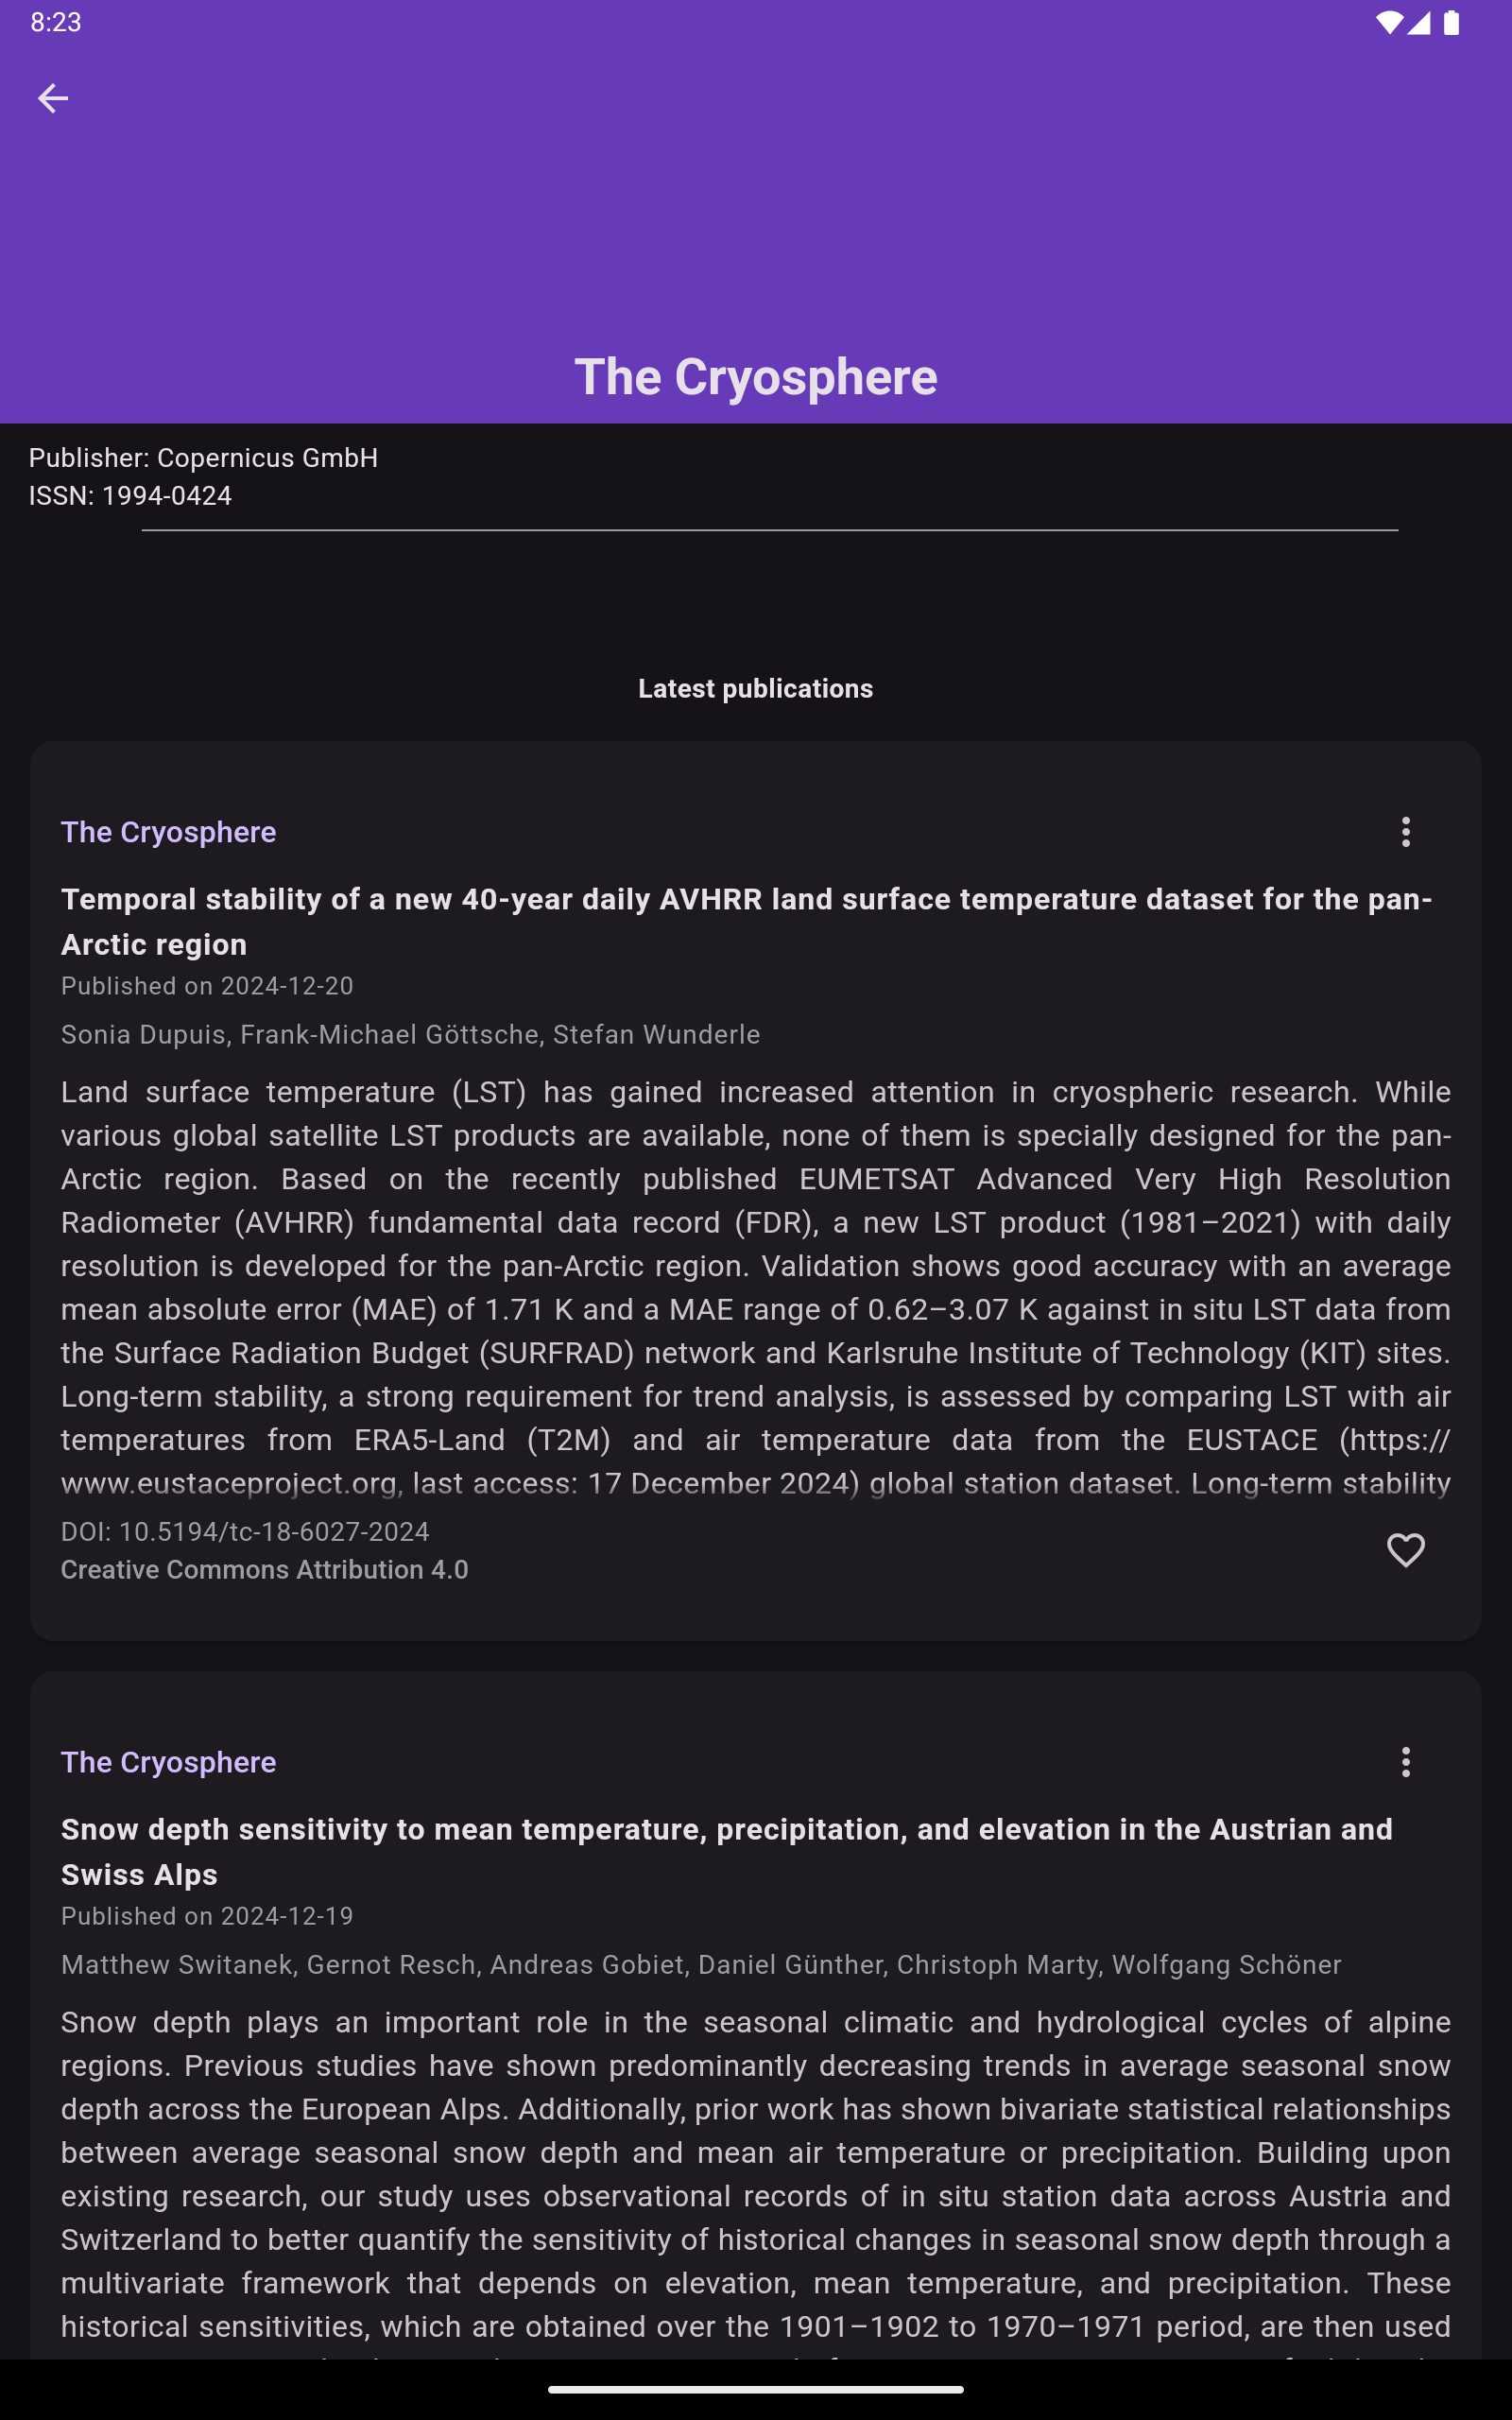 8:23
The Cryosphere
Publisher: Copernicus GmbH
ISSN: 1994-0424
Latest publications
The Cryosphere
Temporal stability of a new 40-year daily AVHRR land surface temperature dataset for the pan-
Arctic region
Published on 2024-12-20
Sonia Dupuis, Frank-Michael Göttsche, Stefan Wunderle
Land surface temperature (LST) has gained increased attention in cryospheric research. While
various global satellite LST products are available, none of them is specially designed for the pan-
Arctic region. Based on the recently published EUMETSAT Advanced Very High Resolution
Radiometer (AVHRR) fundamental data record (FDR), a new LST product (1981–2021) with daily
resolution is developed for the pan-Arctic region. Validation shows good accuracy with an average
mean absolute error (MAE) of 1.71 K and a MAE range of 0.62–3.07 K against in situ LST data from
the Surface Radiation Budget (SURFRAD) network and Karlsruhe Institute of Technology (KIT) sites.
Long-term stability, a strong requirement for trend analysis, is assessed by comparing LST with air
temperatures from ERA5-Land (T2M) and air temperature data from the EUSTACE (https://
www.eustaceproject.org, last access: 17 December 2024) global station dataset. Long-term stability
DOI: 10.5194/tc-18-6027-2024
Creative Commons Attribution 4.0
The Cryosphere
Snow depth sensitivity to mean temperature, precipitation, and elevation in the Austrian and
Swiss Alps
Published on 2024-12-19
Matthew Switanek, Gernot Resch, Andreas Gobiet, Daniel Günther, Christoph Marty, Wolfgang Schöner
Snow depth plays an important role in the seasonal climatic and hydrological cycles of alpine
regions. Previous studies have shown predominantly decreasing trends in average seasonal snow
depth across the European Alps. Additionally, prior work has shown bivariate statistical relationships
between average seasonal snow depth and mean air temperature or precipitation. Building upon
existing research, our study uses observational records of in situ station data across Austria and
Switzerland to better quantify the sensitivity of historical changes in seasonal snow depth through a
multivariate framework that depends on elevation, mean temperature, and precipitation. These
historical sensitivities, which are obtained over the 1901–1902 to 1970–1971 period, are then used